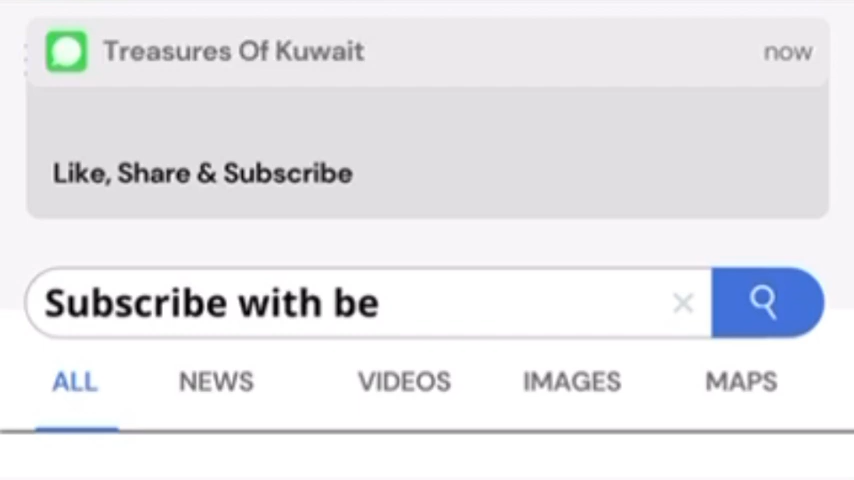 Treasures Of Kuwait now
Like, Share & Subscribe
Subscribe with be
ALL NEWS VIDEOS IMAGES MAPS